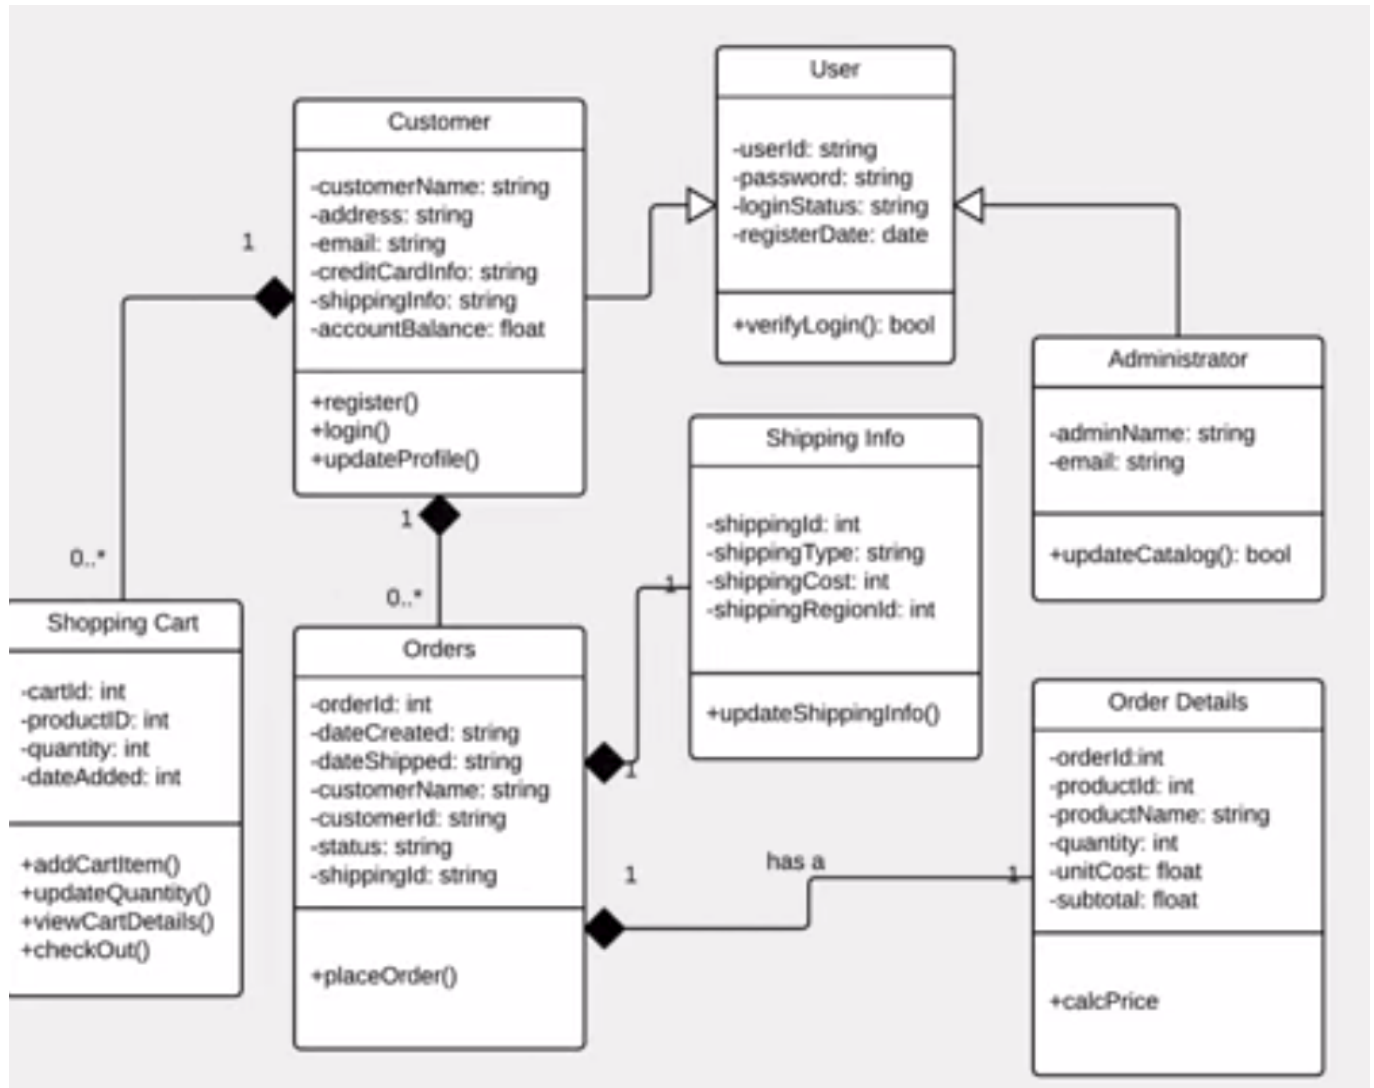 User
-userId: string
-password: string
-loginStatus: string
-registerDate: date
+verifyLogin(): bool
Customer
-customerName: string
-address: string
-email: string
-creditCardInfo: string
-shippingInfo: string
-accountBalance: float
+register()
+login()
+updateProfile()
1
0..*
1
0..*
Administrator
-adminName: string
-email: string
+updateCatalog(): bool
Shipping Info
-shippingId: int
-shippingType: string
-shippingCost: int
-shippingRegionId: int
+updateShippingInfo()
1
1
Shopping Cart
-cartId: int
-productID: int
-quantity: int
-dateAdded: int
+addCartItem()
+updateQuantity()
+viewCartDetails()
+checkOut()
Orders
-orderId: int
-dateCreated: string
-dateShipped: string
-customerName: string
-customerId: string
-status: string
-shippingId: string
+placeOrder()
1
has a
1
Order Details
-orderId:int
-productId: int
-productName: string
-quantity: int
-unitCost: float
-subtotal: float
+calcPrice